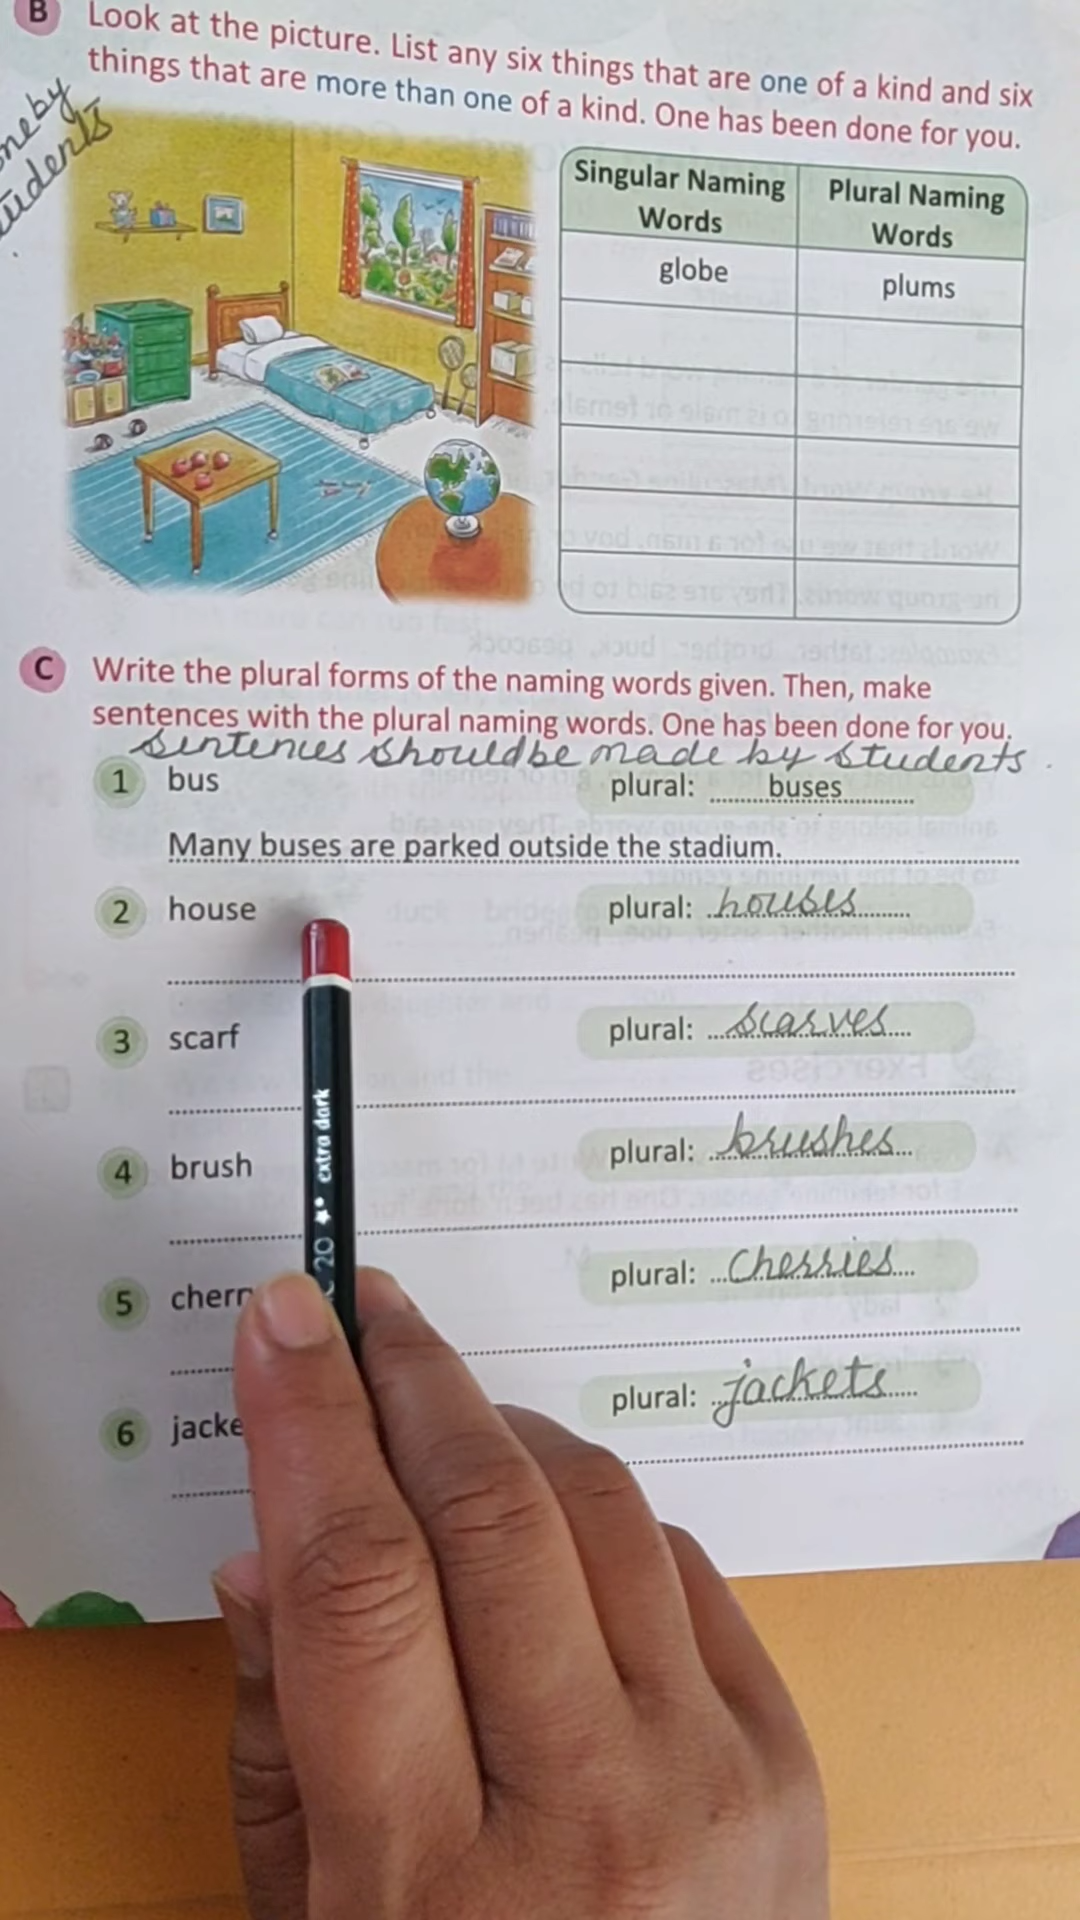 B Look at the picture. List any six things that are one of a kind and six
things that are more than one of a kind. One has been done for you.
Singular Naming Words
Plural Naming Words
globe
plums
C Write the plural forms of the naming words given. Then, make
sentences with the plural naming words. One has been done for you.
sentences should be made by students.
1 bus plural: buses
Many buses are parked outside the stadium.
2 house plural: houses
3 scarf plural: scarves
4 brush plural: brushes
5 cherr plural: cherries
6 jacke plural: jackets
extra dark